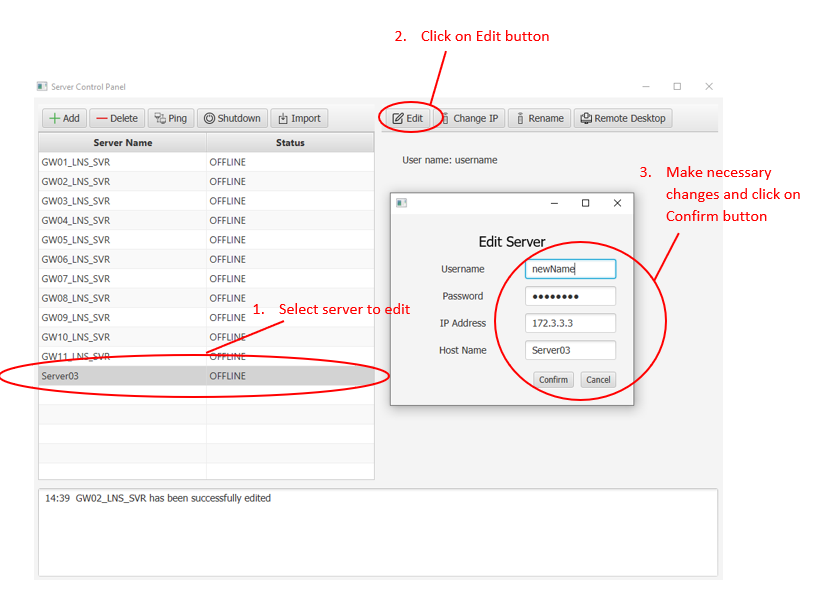 2. Click on Edit button
Server Control Panel
Add Delete Ping Shutdown Import Edit Change IP Rename Remote Desktop
Server Name Status
GW01_LNS_SVR OFFLINE
GW02_LNS_SVR OFFLINE
GW03_LNS_SVR OFFLINE
GW04_LNS_SVR OFFLINE
GW05_LNS_SVR OFFLINE
GW06_LNS_SVR OFFLINE
GW07_LNS_SVR OFFLINE
GW08_LNS_SVR OFFLINE
GW09_LNS_SVR OFFLINE
GW10_LNS_SVR OFFLINE
GW11_LNS_SVR OFFLINE
Server03 OFFLINE
1. Select server to edit
User name: username
3. Make necessary
changes and click on
Confirm button
Edit Server
Username newName
Password ●●●●●●●●
IP Address 172.3.3.3
Host Name Server03
Confirm Cancel
14:39 GW02_LNS_SVR has been successfully edited